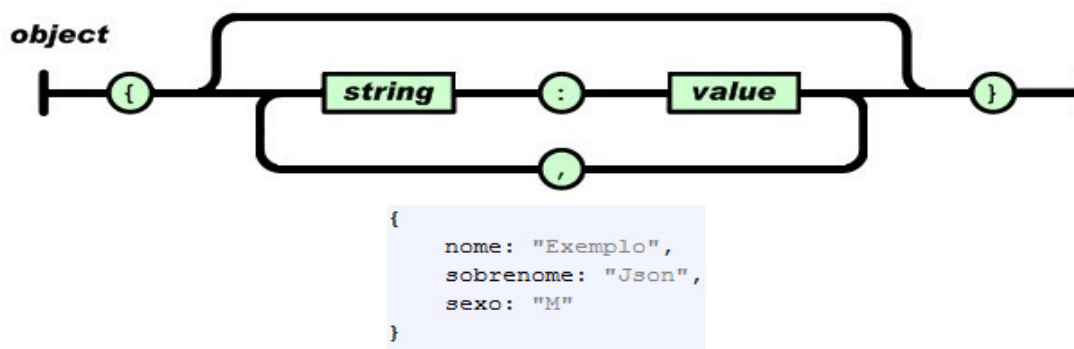 object
{ string : value }
,
{
    nome: "Exemplo",
    sobrenome: "Json",
    sexo: "M"
}